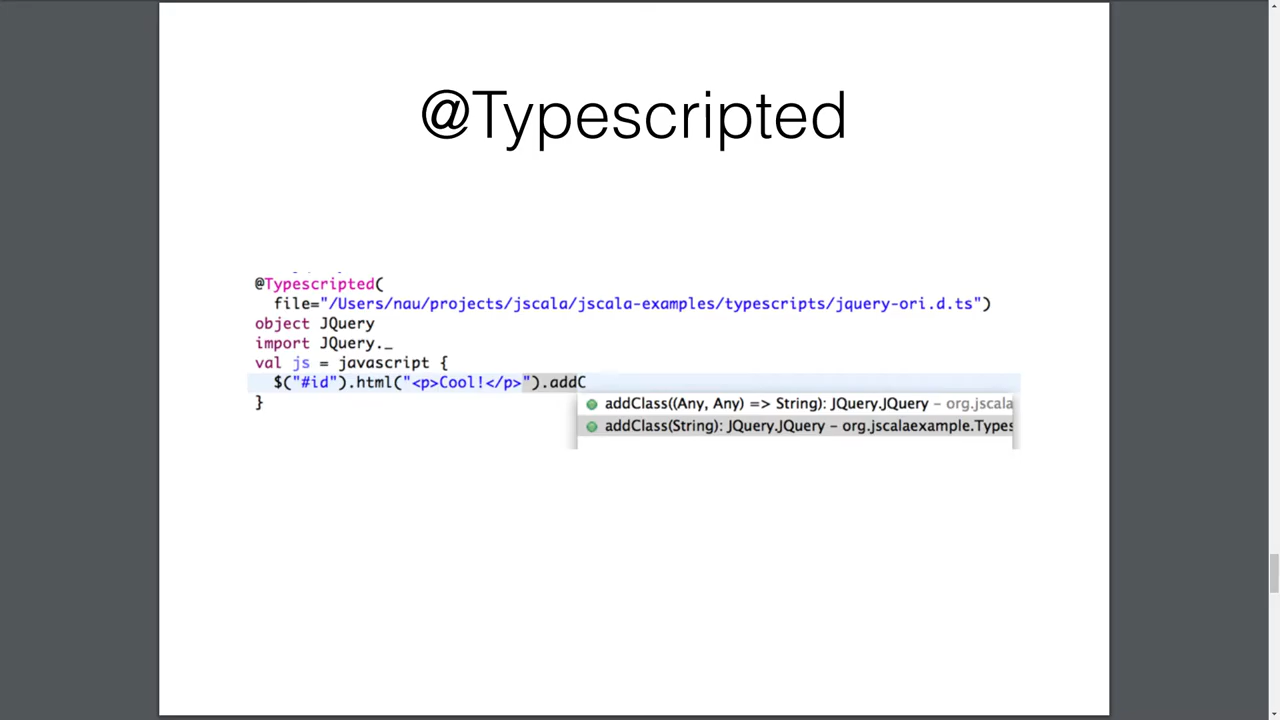 @Typescripted
@Typescripted(
file="/Users/nau/projects/jscala/jscala-examples/typescripts/jquery-ori.d.ts")
object JQuery
import JQuery._
val js = javascript {
$("#id").html("<p>Cool!</p>").addC
}
addClass((Any, Any) => String): JQuery.JQuery – org.jscala
addClass(String): JQuery.JQuery – org.jscalaexample.Types